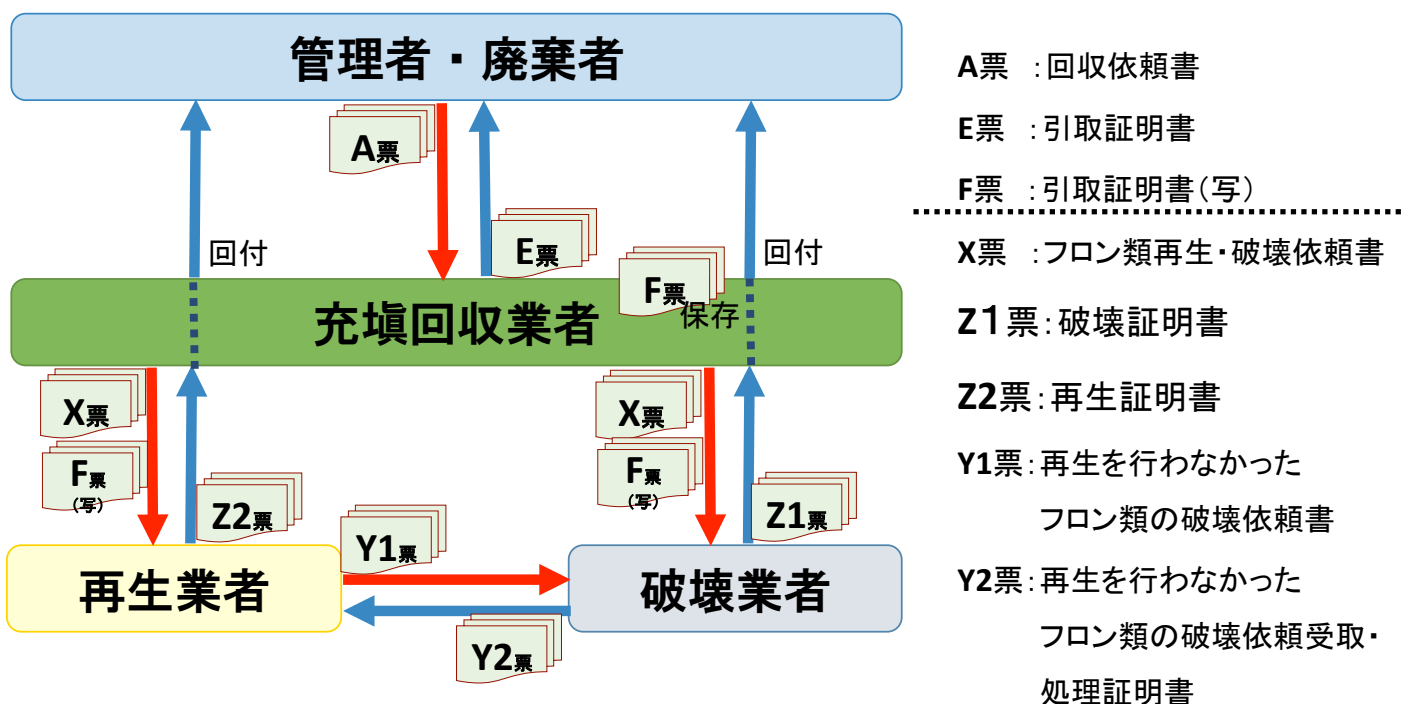 管理者・廃棄者
A票
E票
回付
回付
F票
保存
充塡回収業者
X票
F票
(写)
Z2票
X票
F票
(写)
Z1票
Y1票
再生業者
破壊業者
Y2票
A票 :回収依頼書
E票 :引取証明書
F票 :引取証明書(写)
X票 :フロン類再生・破壊依頼書
Z1票:破壊証明書
Z2票:再生証明書
Y1票:再生を行わなかった
フロン類の破壊依頼書
Y2票:再生を行わなかった
フロン類の破壊依頼受取・
処理証明書